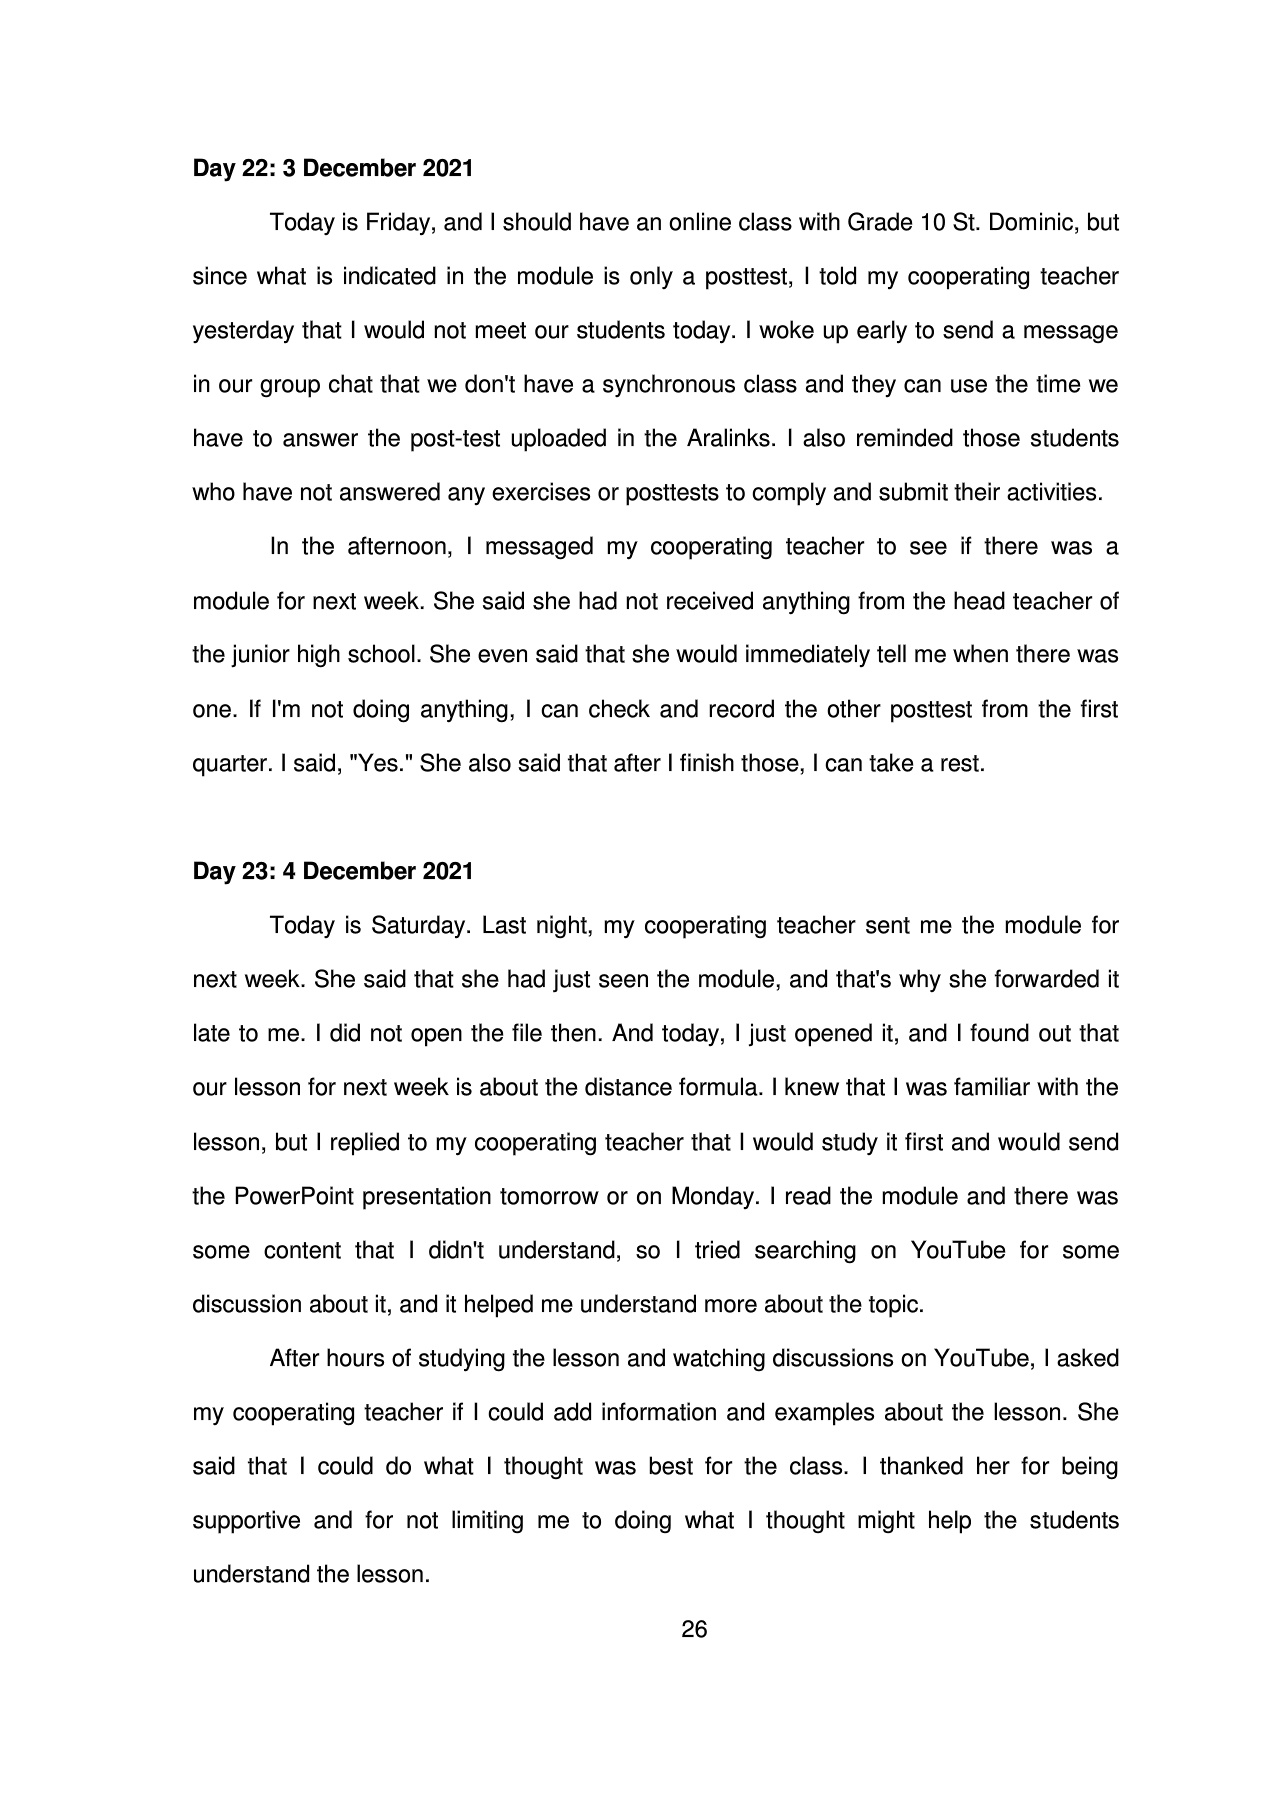 Day 22: 3 December 2021
Today is Friday, and I should have an online class with Grade 10 St. Dominic, but
since what is indicated in the module is only a posttest, I told my cooperating teacher
yesterday that I would not meet our students today. I woke up early to send a message
in our group chat that we don't have a synchronous class and they can use the time we
have to answer the post-test uploaded in the Aralinks. I also reminded those students
who have not answered any exercises or posttests to comply and submit their activities.
In the afternoon, I messaged my cooperating teacher to see if there was a
module for next week. She said she had not received anything from the head teacher of
the junior high school. She even said that she would immediately tell me when there was
one. If I'm not doing anything, I can check and record the other posttest from the first
quarter. I said, "Yes." She also said that after I finish those, I can take a rest.
Day 23: 4 December 2021
Today is Saturday. Last night, my cooperating teacher sent me the module for
next week. She said that she had just seen the module, and that's why she forwarded it
late to me. I did not open the file then. And today, I just opened it, and I found out that
our lesson for next week is about the distance formula. I knew that I was familiar with the
lesson, but I replied to my cooperating teacher that I would study it first and would send
the PowerPoint presentation tomorrow or on Monday. I read the module and there was
some content that I didn't understand, so I tried searching on YouTube for some
discussion about it, and it helped me understand more about the topic.
After hours of studying the lesson and watching discussions on YouTube, I asked
my cooperating teacher if I could add information and examples about the lesson. She
said that I could do what I thought was best for the class. I thanked her for being
supportive and for not limiting me to doing what I thought might help the students
understand the lesson.
26